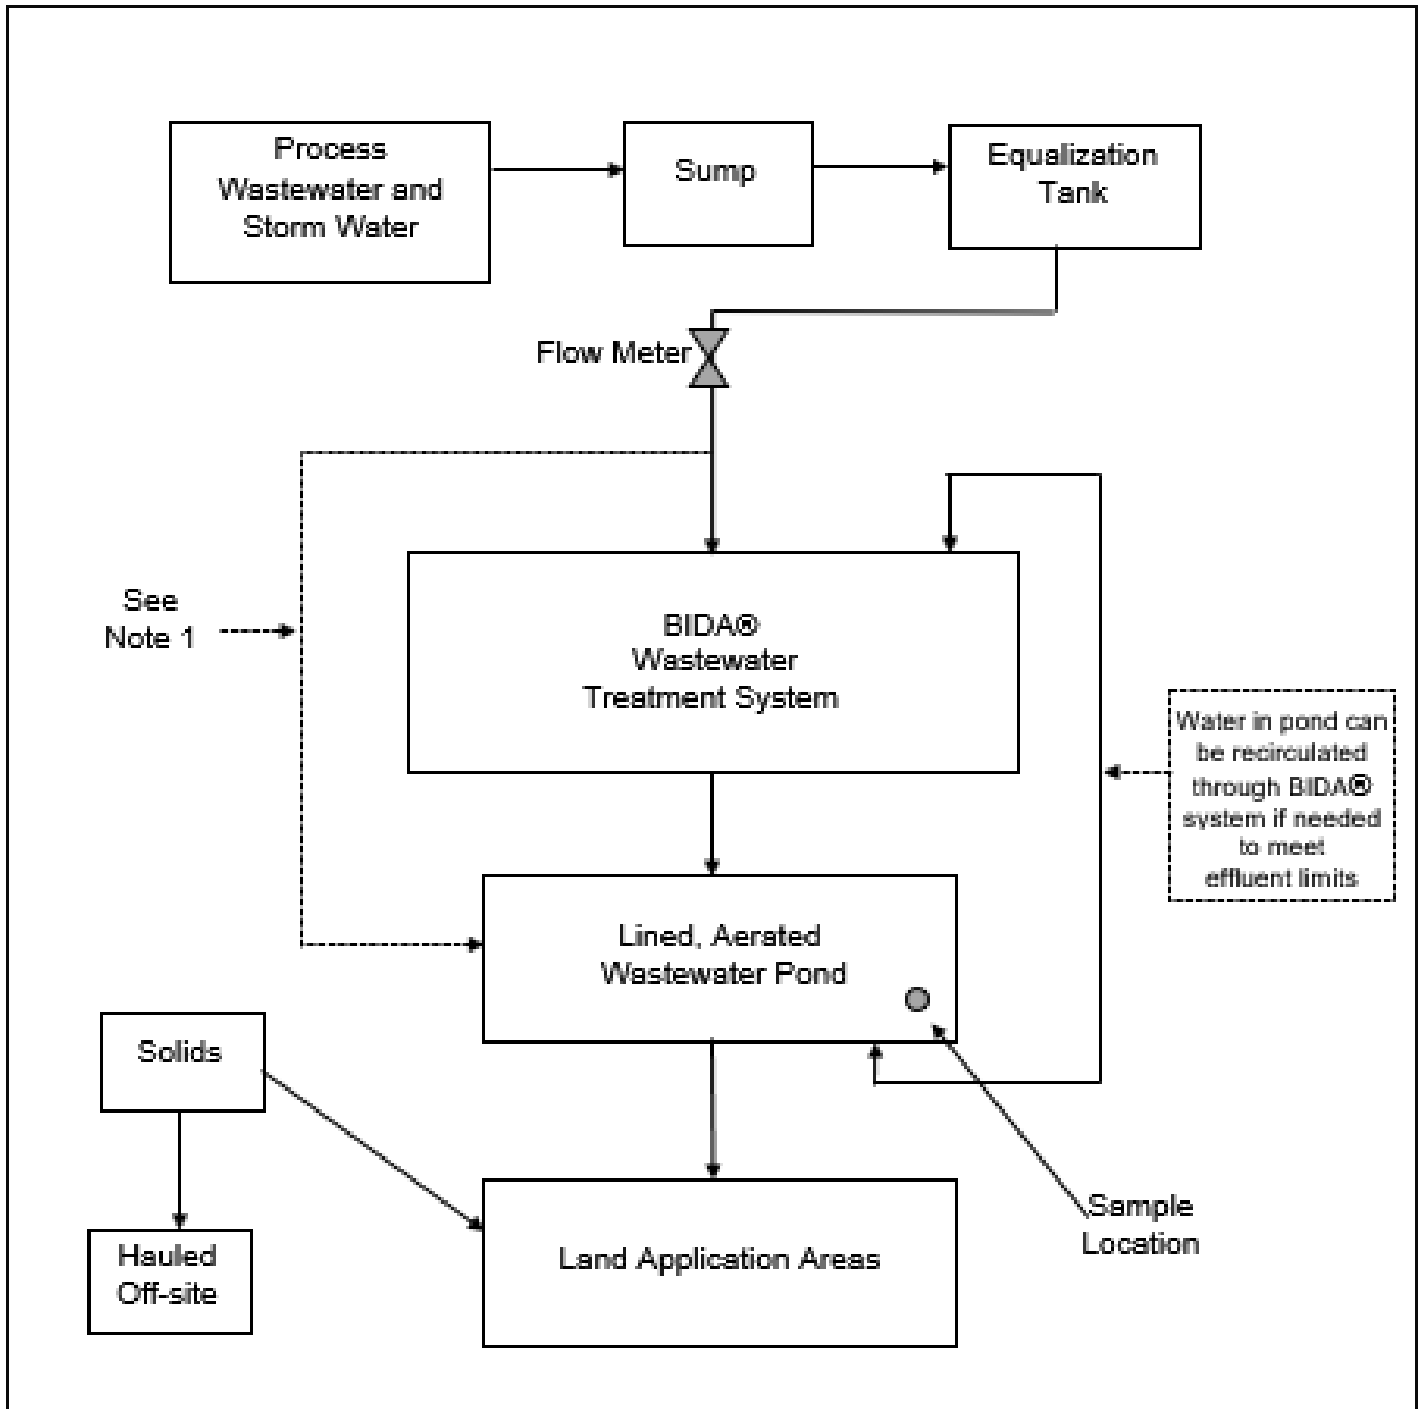 Process
Wastewater and
Storm Water
Sump
Equalization
Tank
Flow Meter
See
Note 1
BIDA®
Wastewater
Treatment System
Water in pond can
be recirculated
through BIDA®
system if needed
to meet
effluent limits
Lined, Aerated
Wastewater Pond
Solids
Hauled
Off-site
Land Application Areas
Sample
Location